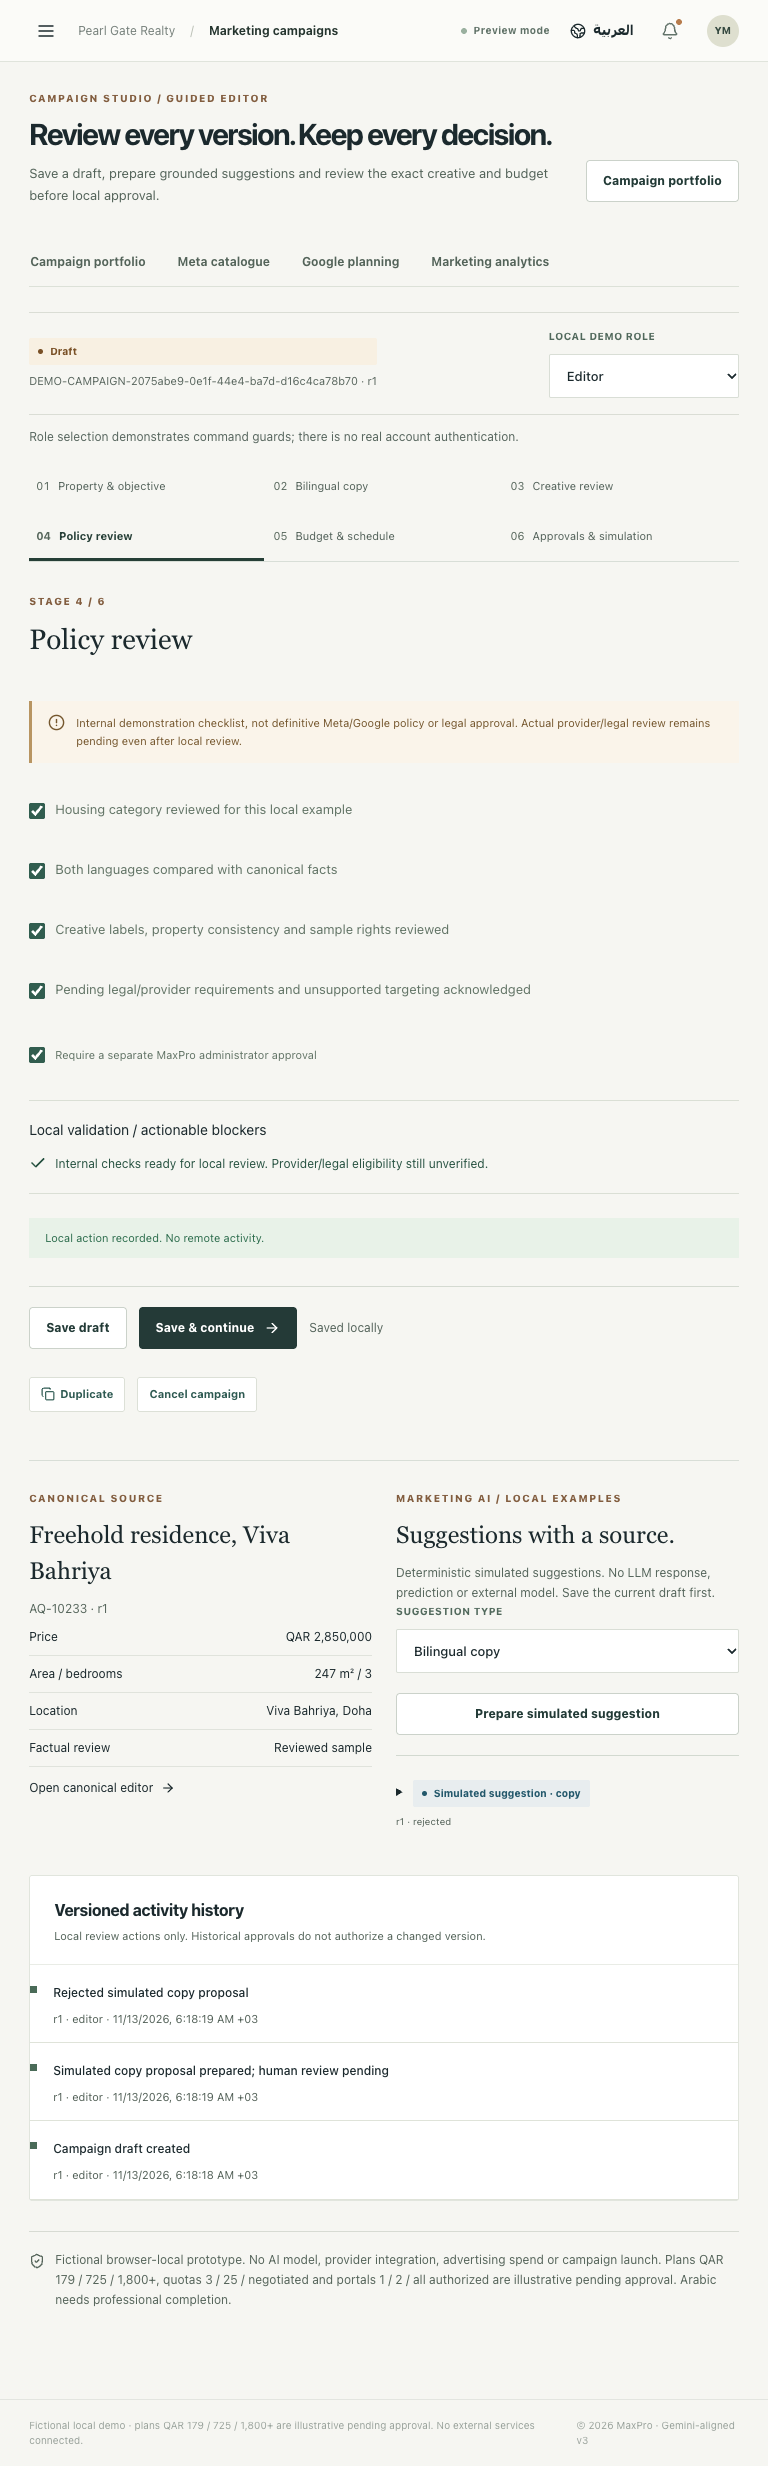 Pearl Gate Realty / Marketing campaigns
Preview mode
العربية
YM
CAMPAIGN STUDIO / GUIDED EDITOR
Review every version. Keep every decision.
Save a draft, prepare grounded suggestions and review the exact creative and budget
before local approval.
Campaign portfolio
Campaign portfolio
Meta catalogue
Google planning
Marketing analytics
Draft
DEMO-CAMPAIGN-2075abe9-0e1f-44e4-ba7d-d16c4ca78b70 · r1
LOCAL DEMO ROLE
Editor
Role selection demonstrates command guards; there is no real account authentication.
01 Property & objective
02 Bilingual copy
03 Creative review
04 Policy review
05 Budget & schedule
06 Approvals & simulation
STAGE 4 / 6
Policy review
Internal demonstration checklist, not definitive Meta/Google policy or legal approval. Actual provider/legal review remains
pending even after local review.
Housing category reviewed for this local example
Both languages compared with canonical facts
Creative labels, property consistency and sample rights reviewed
Pending legal/provider requirements and unsupported targeting acknowledged
Require a separate MaxPro administrator approval
Local validation / actionable blockers
Internal checks ready for local review. Provider/legal eligibility still unverified.
Local action recorded. No remote activity.
Save draft
Save & continue
Saved locally
Duplicate
Cancel campaign
CANONICAL SOURCE
Freehold residence, Viva
Bahriya
AQ-10233 · r1
Price QAR 2,850,000
Area / bedrooms 247 m² / 3
Location Viva Bahriya, Doha
Factual review Reviewed sample
Open canonical editor
MARKETING AI / LOCAL EXAMPLES
Suggestions with a source.
Deterministic simulated suggestions. No LLM response,
prediction or external model. Save the current draft first.
SUGGESTION TYPE
Bilingual copy
Prepare simulated suggestion
Simulated suggestion · copy
r1 · rejected
Versioned activity history
Local review actions only. Historical approvals do not authorize a changed version.
Rejected simulated copy proposal
r1 · editor · 11/13/2026, 6:18:19 AM +03
Simulated copy proposal prepared; human review pending
r1 · editor · 11/13/2026, 6:18:19 AM +03
Campaign draft created
r1 · editor · 11/13/2026, 6:18:18 AM +03
Fictional browser-local prototype. No AI model, provider integration, advertising spend or campaign launch. Plans QAR
179 / 725 / 1,800+, quotas 3 / 25 / negotiated and portals 1 / 2 / all authorized are illustrative pending approval. Arabic
needs professional completion.
Fictional local demo · plans QAR 179 / 725 / 1,800+ are illustrative pending approval. No external services
connected.
© 2026 MaxPro · Gemini-aligned
v3